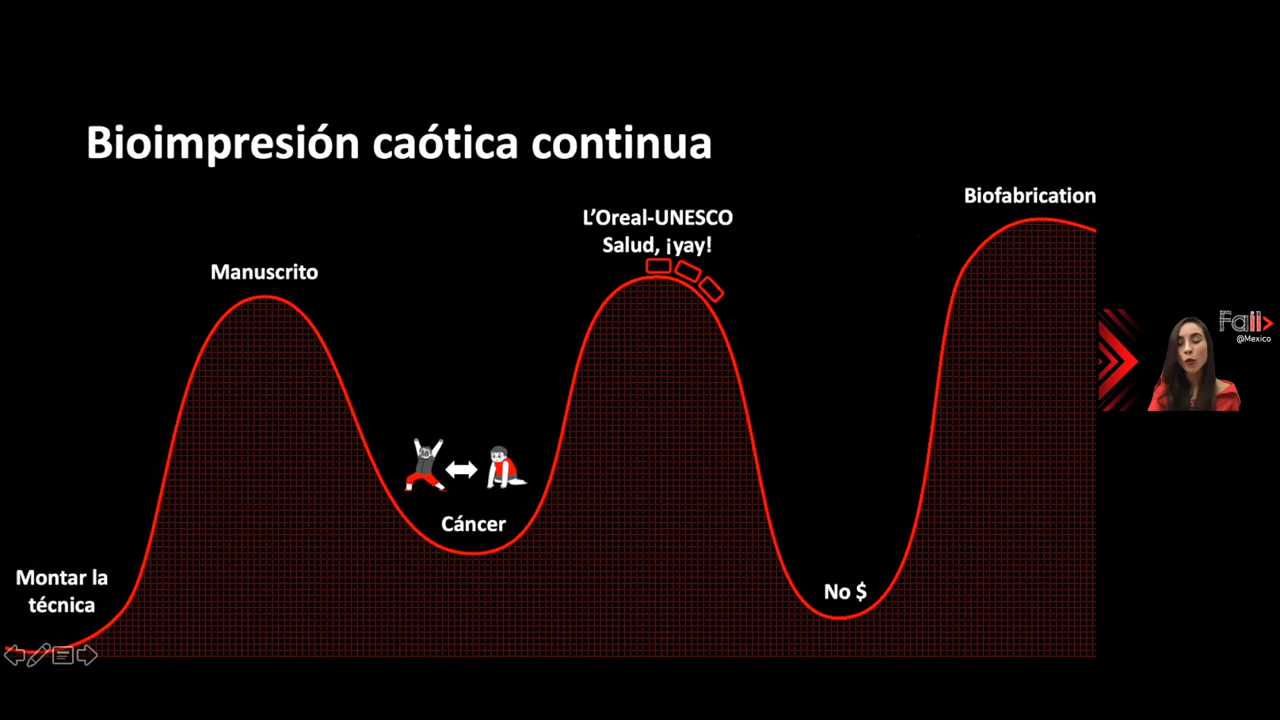 Bioimpresión caótica continua
Biofabrication
L'Oreal-UNESCO
Salud, ¡yay!
Manuscrito
Cáncer
Montar la
técnica
No $
Fail>
@Mexico